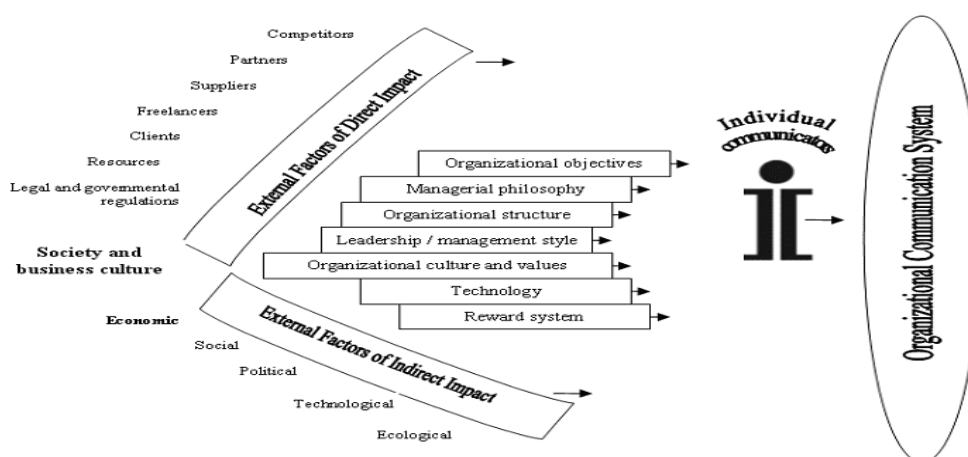 Competitors
Partners
Suppliers
Freelancers
Clients
Resources
Legal and governmental
regulations
External Factors of Direct Impact
Society and
business culture
Organizational objectives
Managerial philosophy
Organizational structure
Leadership / management style
Organizational culture and values
Technology
Reward system
Economic
Social
Political
Technological
Ecological
External Factors of Indirect Impact
Individual
communicators
Organizational Communication System